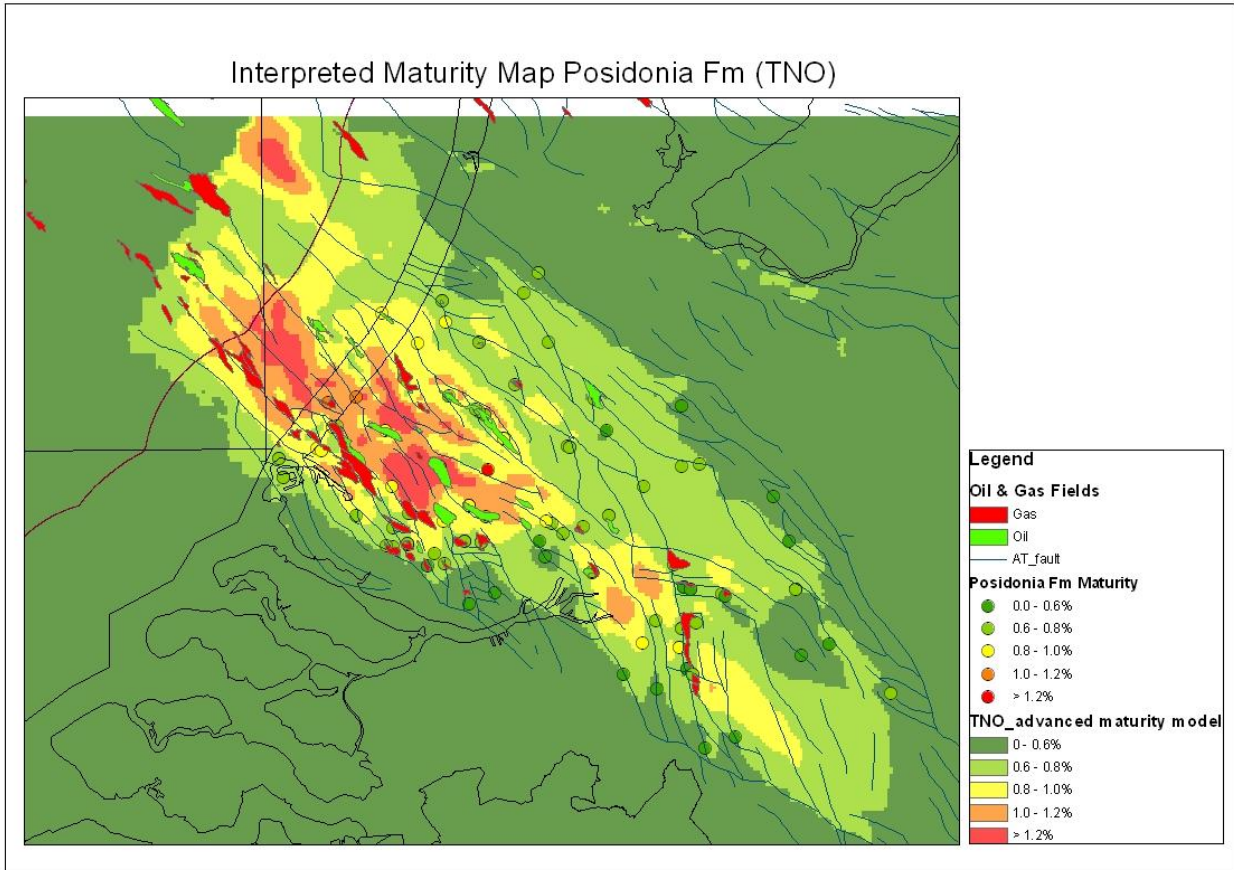 Interpreted Maturity Map Posidonia Fm (TNO)
Legend
Oil & Gas Fields
Gas
Oil
AT_fault
Posidonia Fm Maturity
0.0 - 0.6%
0.6 - 0.8%
0.8 - 1.0%
1.0 - 1.2%
> 1.2%
TNO_advanced maturity model
0 - 0.6%
0.6 - 0.8%
0.8 - 1.0%
1.0 - 1.2%
> 1.2%